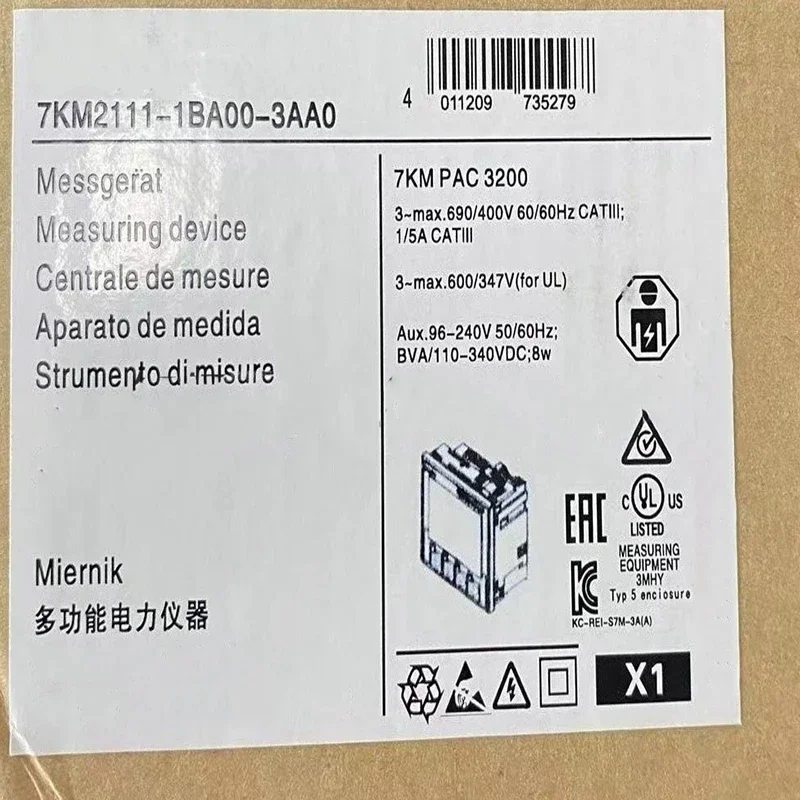 7KM2111-1BA00-3AA0
4 011209 735279
Messgerat
Measuring device
Centrale de mesure
Aparato de medida
Strumento di misure
Miernik
多功能电力仪器
7KM PAC 3200
3~max.690/400V 60/60Hz CATIII;
1/5A CATIII
3~max.600/347V(for UL)
Aux.96-240V 50/60Hz;
BVA/110-340VDC;8w
EAC
C UL US
LISTED
MEASURING
EQUIPMENT
3MHY
Typ 5 enclosure
KC-REI-S7M-3A(A)
X1